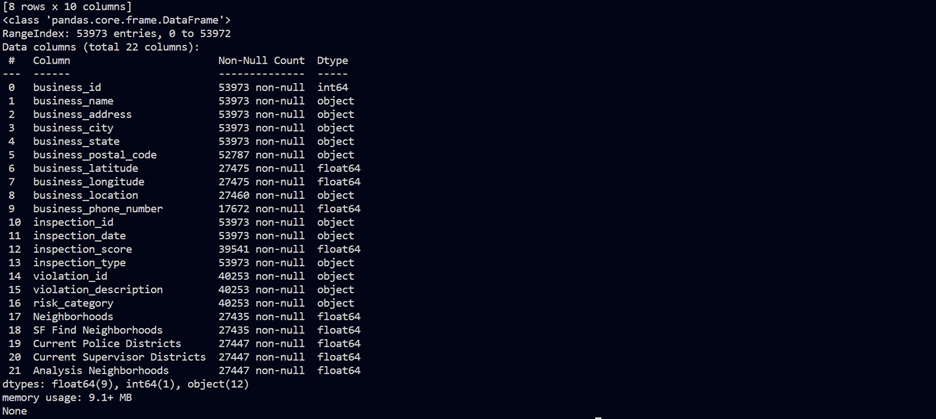 [8 rows x 10 columns]
<class 'pandas.core.frame.DataFrame'>
RangeIndex: 53973 entries, 0 to 53972
Data columns (total 22 columns):
 #   Column                        Non-Null Count  Dtype
---  ------                        --------------  -----
 0   business_id                   53973 non-null  int64
 1   business_name                 53973 non-null  object
 2   business_address              53973 non-null  object
 3   business_city                 53973 non-null  object
 4   business_state                53973 non-null  object
 5   business_postal_code          52787 non-null  object
 6   business_latitude             27475 non-null  float64
 7   business_longitude            27475 non-null  float64
 8   business_location             27460 non-null  object
 9   business_phone_number         17672 non-null  float64
 10  inspection_id                 53973 non-null  object
 11  inspection_date               53973 non-null  object
 12  inspection_score              39541 non-null  float64
 13  inspection_type               53973 non-null  object
 14  violation_id                  40253 non-null  object
 15  violation_description         40253 non-null  object
 16  risk_category                 40253 non-null  object
 17  Neighborhoods                 27435 non-null  float64
 18  SF Find Neighborhoods         27435 non-null  float64
 19  Current Police Districts      27447 non-null  float64
 20  Current Supervisor Districts  27447 non-null  float64
 21  Analysis Neighborhoods        27447 non-null  float64
dtypes: float64(9), int64(1), object(12)
memory usage: 9.1+ MB
None